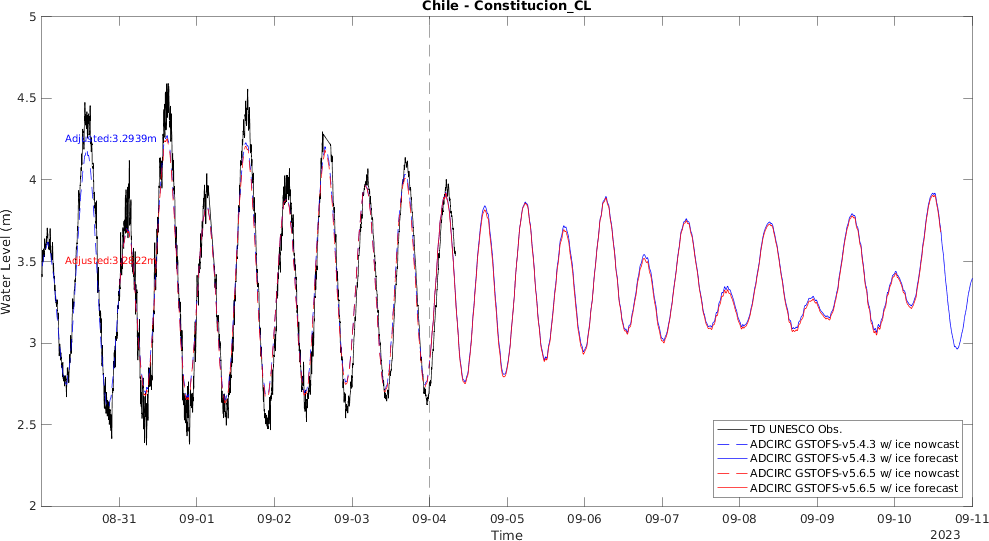 Chile - Constitucion_CL
5
4.5
4
3.5
3
2.5
2
Water Level (m)
Adjusted:3.2939m
Adjusted:3.2822m
TD UNESCO Obs.
ADCIRC GSTOFS-v5.4.3 w/ ice nowcast
ADCIRC GSTOFS-v5.4.3 w/ ice forecast
ADCIRC GSTOFS-v5.6.5 w/ ice nowcast
ADCIRC GSTOFS-v5.6.5 w/ ice forecast
08-31 09-01 09-02 09-03 09-04 09-05 09-06 09-07 09-08 09-09 09-10 09-11
Time
2023